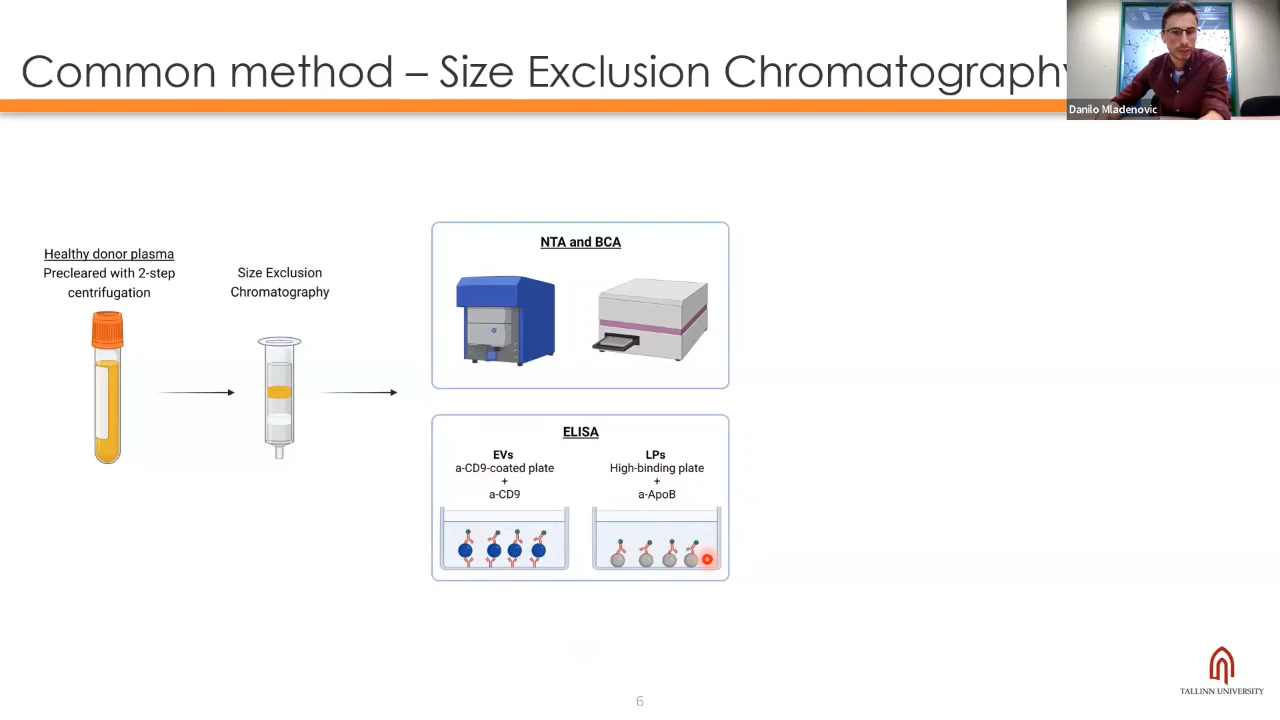 Common method – Size Exclusion Chromatography
Danilo Mladenovic
Healthy donor plasma
Precleared with 2-step
centrifugation
Size Exclusion
Chromatography
NTA and BCA
ELISA
EVs
a-CD9-coated plate
+
a-CD9
LPs
High-binding plate
+
a-ApoB
TALLINN UNIVERSITY
6